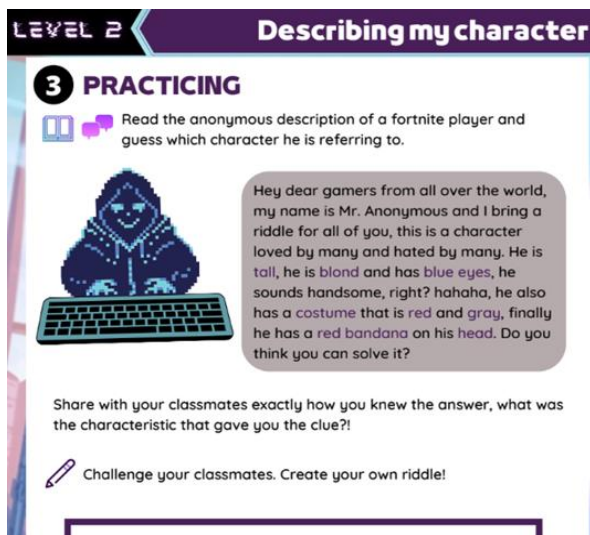 LEVEL 2
Describing my character
3 PRACTICING
Read the anonymous description of a fortnite player and
guess which character he is referring to.
Hey dear gamers from all over the world,
my name is Mr. Anonymous and I bring a
riddle for all of you, this is a character
loved by many and hated by many. He is
tall, he is blond and has blue eyes, he
sounds handsome, right? hahaha, he also
has a costume that is red and gray, finally
he has a red bandana on his head. Do you
think you can solve it?
Share with your classmates exactly how you knew the answer, what was
the characteristic that gave you the clue?!
Challenge your classmates. Create your own riddle!